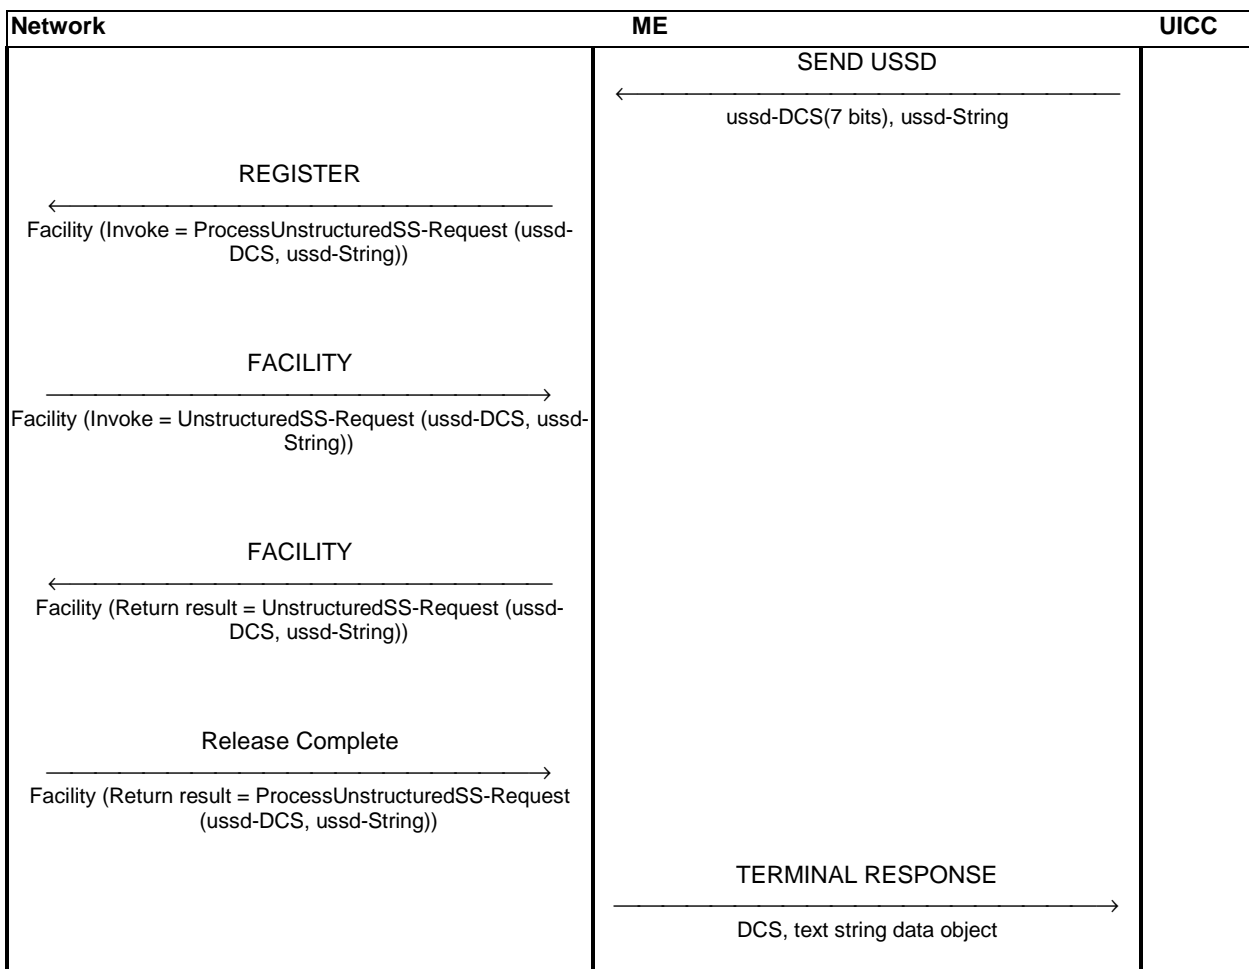 Network ME UICC
SEND USSD
ussd-DCS(7 bits), ussd-String
REGISTER
Facility (Invoke = ProcessUnstructuredSS-Request (ussd-
DCS, ussd-String))
FACILITY
Facility (Invoke = UnstructuredSS-Request (ussd-DCS, ussd-
String))
FACILITY
Facility (Return result = UnstructuredSS-Request (ussd-
DCS, ussd-String))
Release Complete
Facility (Return result = ProcessUnstructuredSS-Request
(ussd-DCS, ussd-String))
TERMINAL RESPONSE
DCS, text string data object